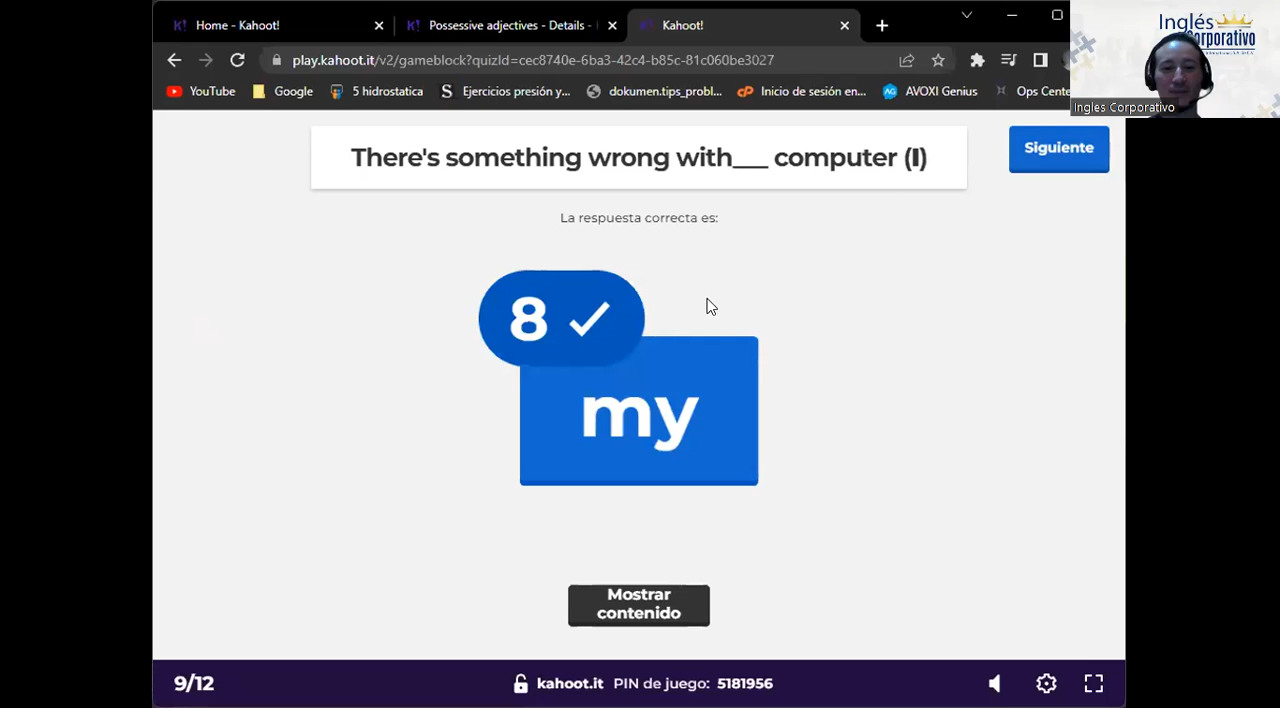 Home - Kahoot!
Possessive adjectives - Details -
Kahoot!
play.kahoot.it/v2/gameblock?quizId=cec6740e-6ba3-42c4-b85c-81c060be3027
YouTube
Google
5 hidrostatica
Ejercicios presión y...
dokumen.tips_probl...
Inicio de sesión en...
AVOXI Genius
Ops Cente
Inglés
Corporativo
Ingles Corporativo
There's something wrong with___ computer (I)
Siguiente
La respuesta correcta es:
8
my
Mostrar
contenido
9/12
kahoot.it PIN de juego: 5181956